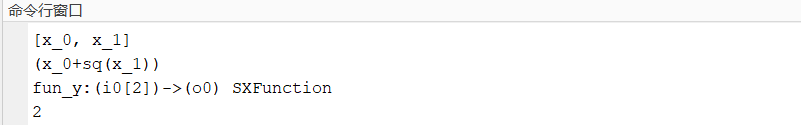 命令行窗口
[x_0, x_1]
(x_0+sq(x_1))
fun_y:(i0[2])->(o0) SXFunction
2